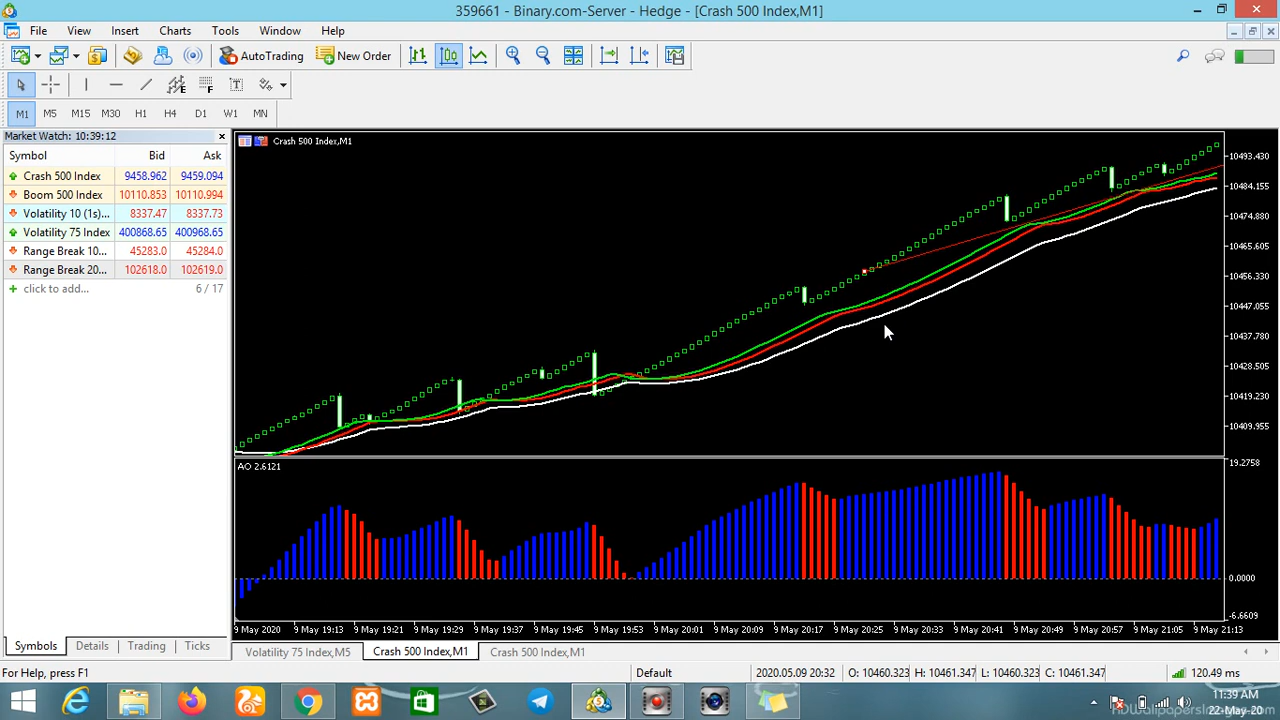 359661 - Binary.com-Server - Hedge - [Crash 500 Index,M1]
File View Insert Charts Tools Window Help
AutoTrading New Order
M1 M5 M15 M30 H1 H4 D1 W1 MN
Market Watch: 10:39:12
Symbol Bid Ask
Crash 500 Index 9458.962 9459.094
Boom 500 Index 10110.853 10110.994
Volatility 10 (1s)... 8337.47 8337.73
Volatility 75 Index 400868.65 400968.65
Range Break 10... 45283.0 45284.0
Range Break 20... 102618.0 102619.0
click to add... 6 / 17
Symbols Details Trading Ticks
Crash 500 Index,M1
10493.430
10484.155
10474.880
10465.605
10456.330
10447.055
10437.780
10428.505
10419.230
10409.955
AO 2.6121
19.2758
0.0000
-6.6609
9 May 2020 9 May 19:13 9 May 19:21 9 May 19:29 9 May 19:37 9 May 19:45 9 May 19:53 9 May 20:01 9 May 20:09 9 May 20:17 9 May 20:25 9 May 20:33 9 May 20:41 9 May 20:49 9 May 20:57 9 May 21:05 9 May 21:13
Volatility 75 Index,M5 Crash 500 Index,M1 Crash 500 Index,M1
For Help, press F1 Default 2020.05.09 20:32 O: 10460.323 H: 10461.347 L: 10460.323 C: 10461.347 120.49 ms
11:39 AM
22-May-20